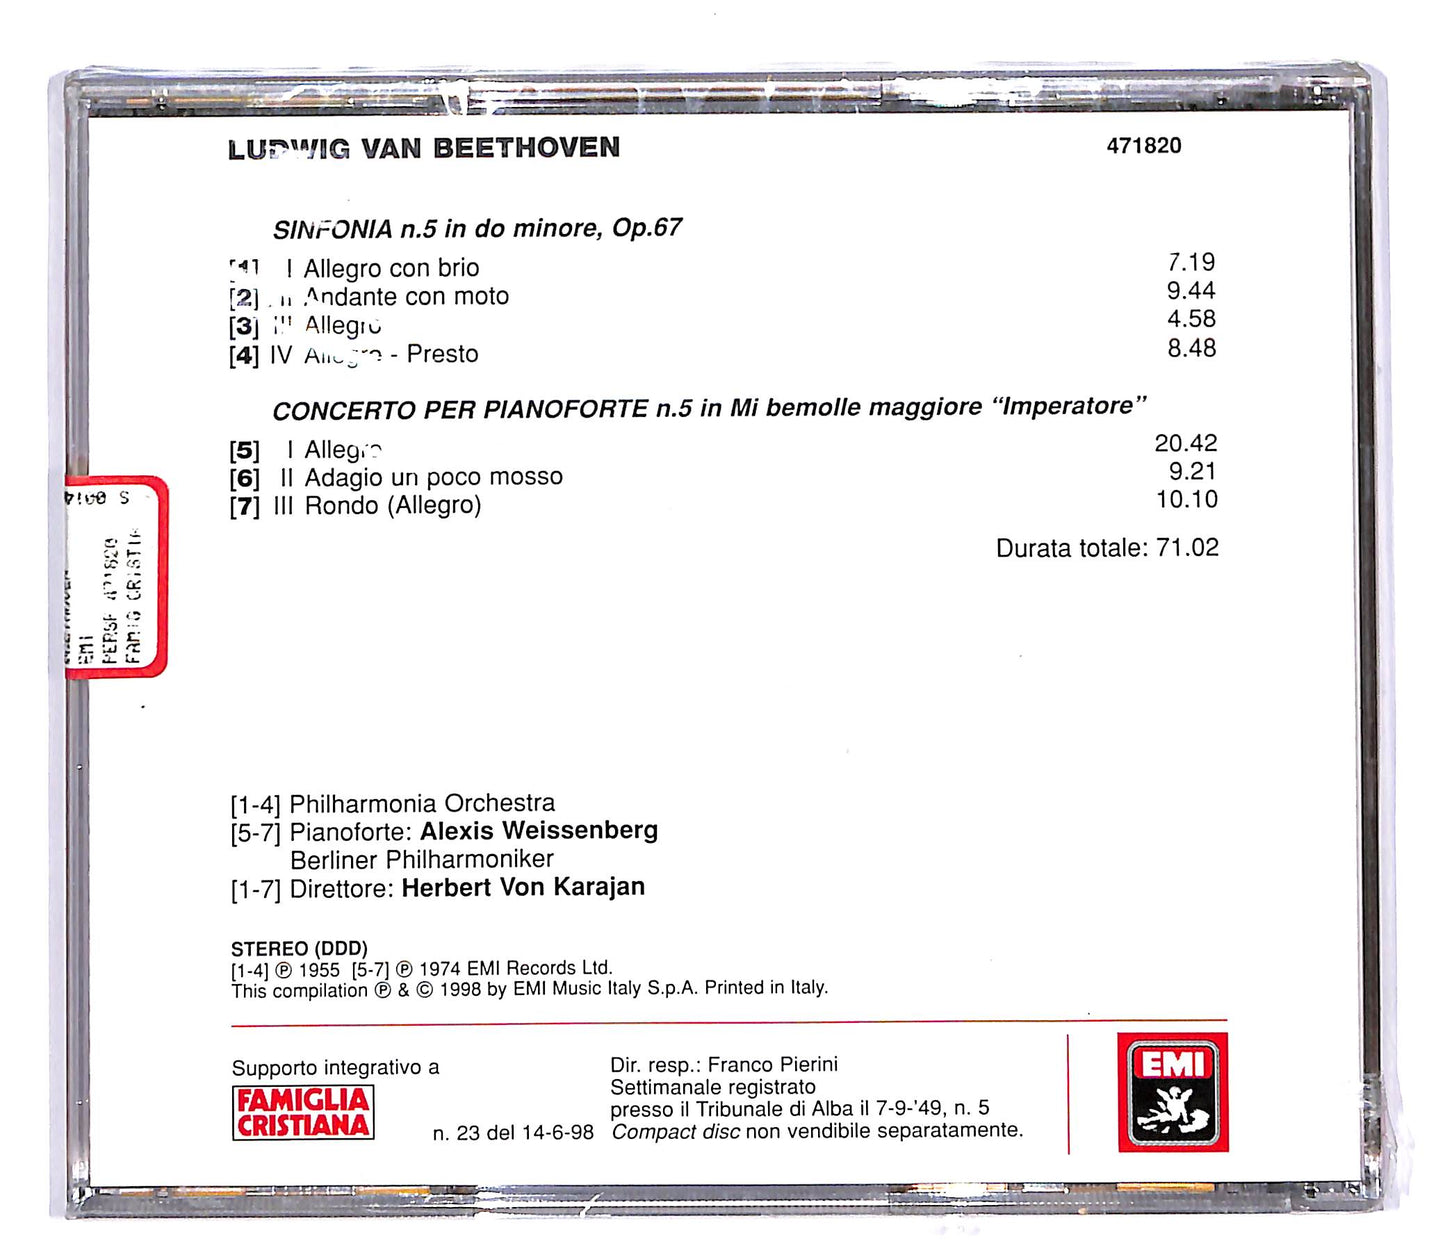 LUDWIG VAN BEETHOVEN 471820
SINFONIA n.5 in do minore, Op.67
[1] I Allegro con brio 7.19
[2] II Andante con moto 9.44
[3] III Allegro 4.58
[4] IV Allegro - Presto 8.48
CONCERTO PER PIANOFORTE n.5 in Mi bemolle maggiore “Imperatore”
[5] I Allegro 20.42
[6] II Adagio un poco mosso 9.21
[7] III Rondo (Allegro) 10.10
Durata totale: 71.02
EMI
471820
[1-4] Philharmonia Orchestra
[5-7] Pianoforte: Alexis Weissenberg
Berliner Philharmoniker
[1-7] Direttore: Herbert Von Karajan
STEREO (DDD)
[1-4] ℗ 1955 [5-7] ℗ 1974 EMI Records Ltd.
This compilation ℗ & © 1998 by EMI Music Italy S.p.A. Printed in Italy.
Supporto integrativo a
FAMIGLIA
CRISTIANA
n. 23 del 14-6-98
Dir. resp.: Franco Pierini
Settimanale registrato
presso il Tribunale di Alba il 7-9-'49, n. 5
Compact disc non vendibile separatamente.
EMI